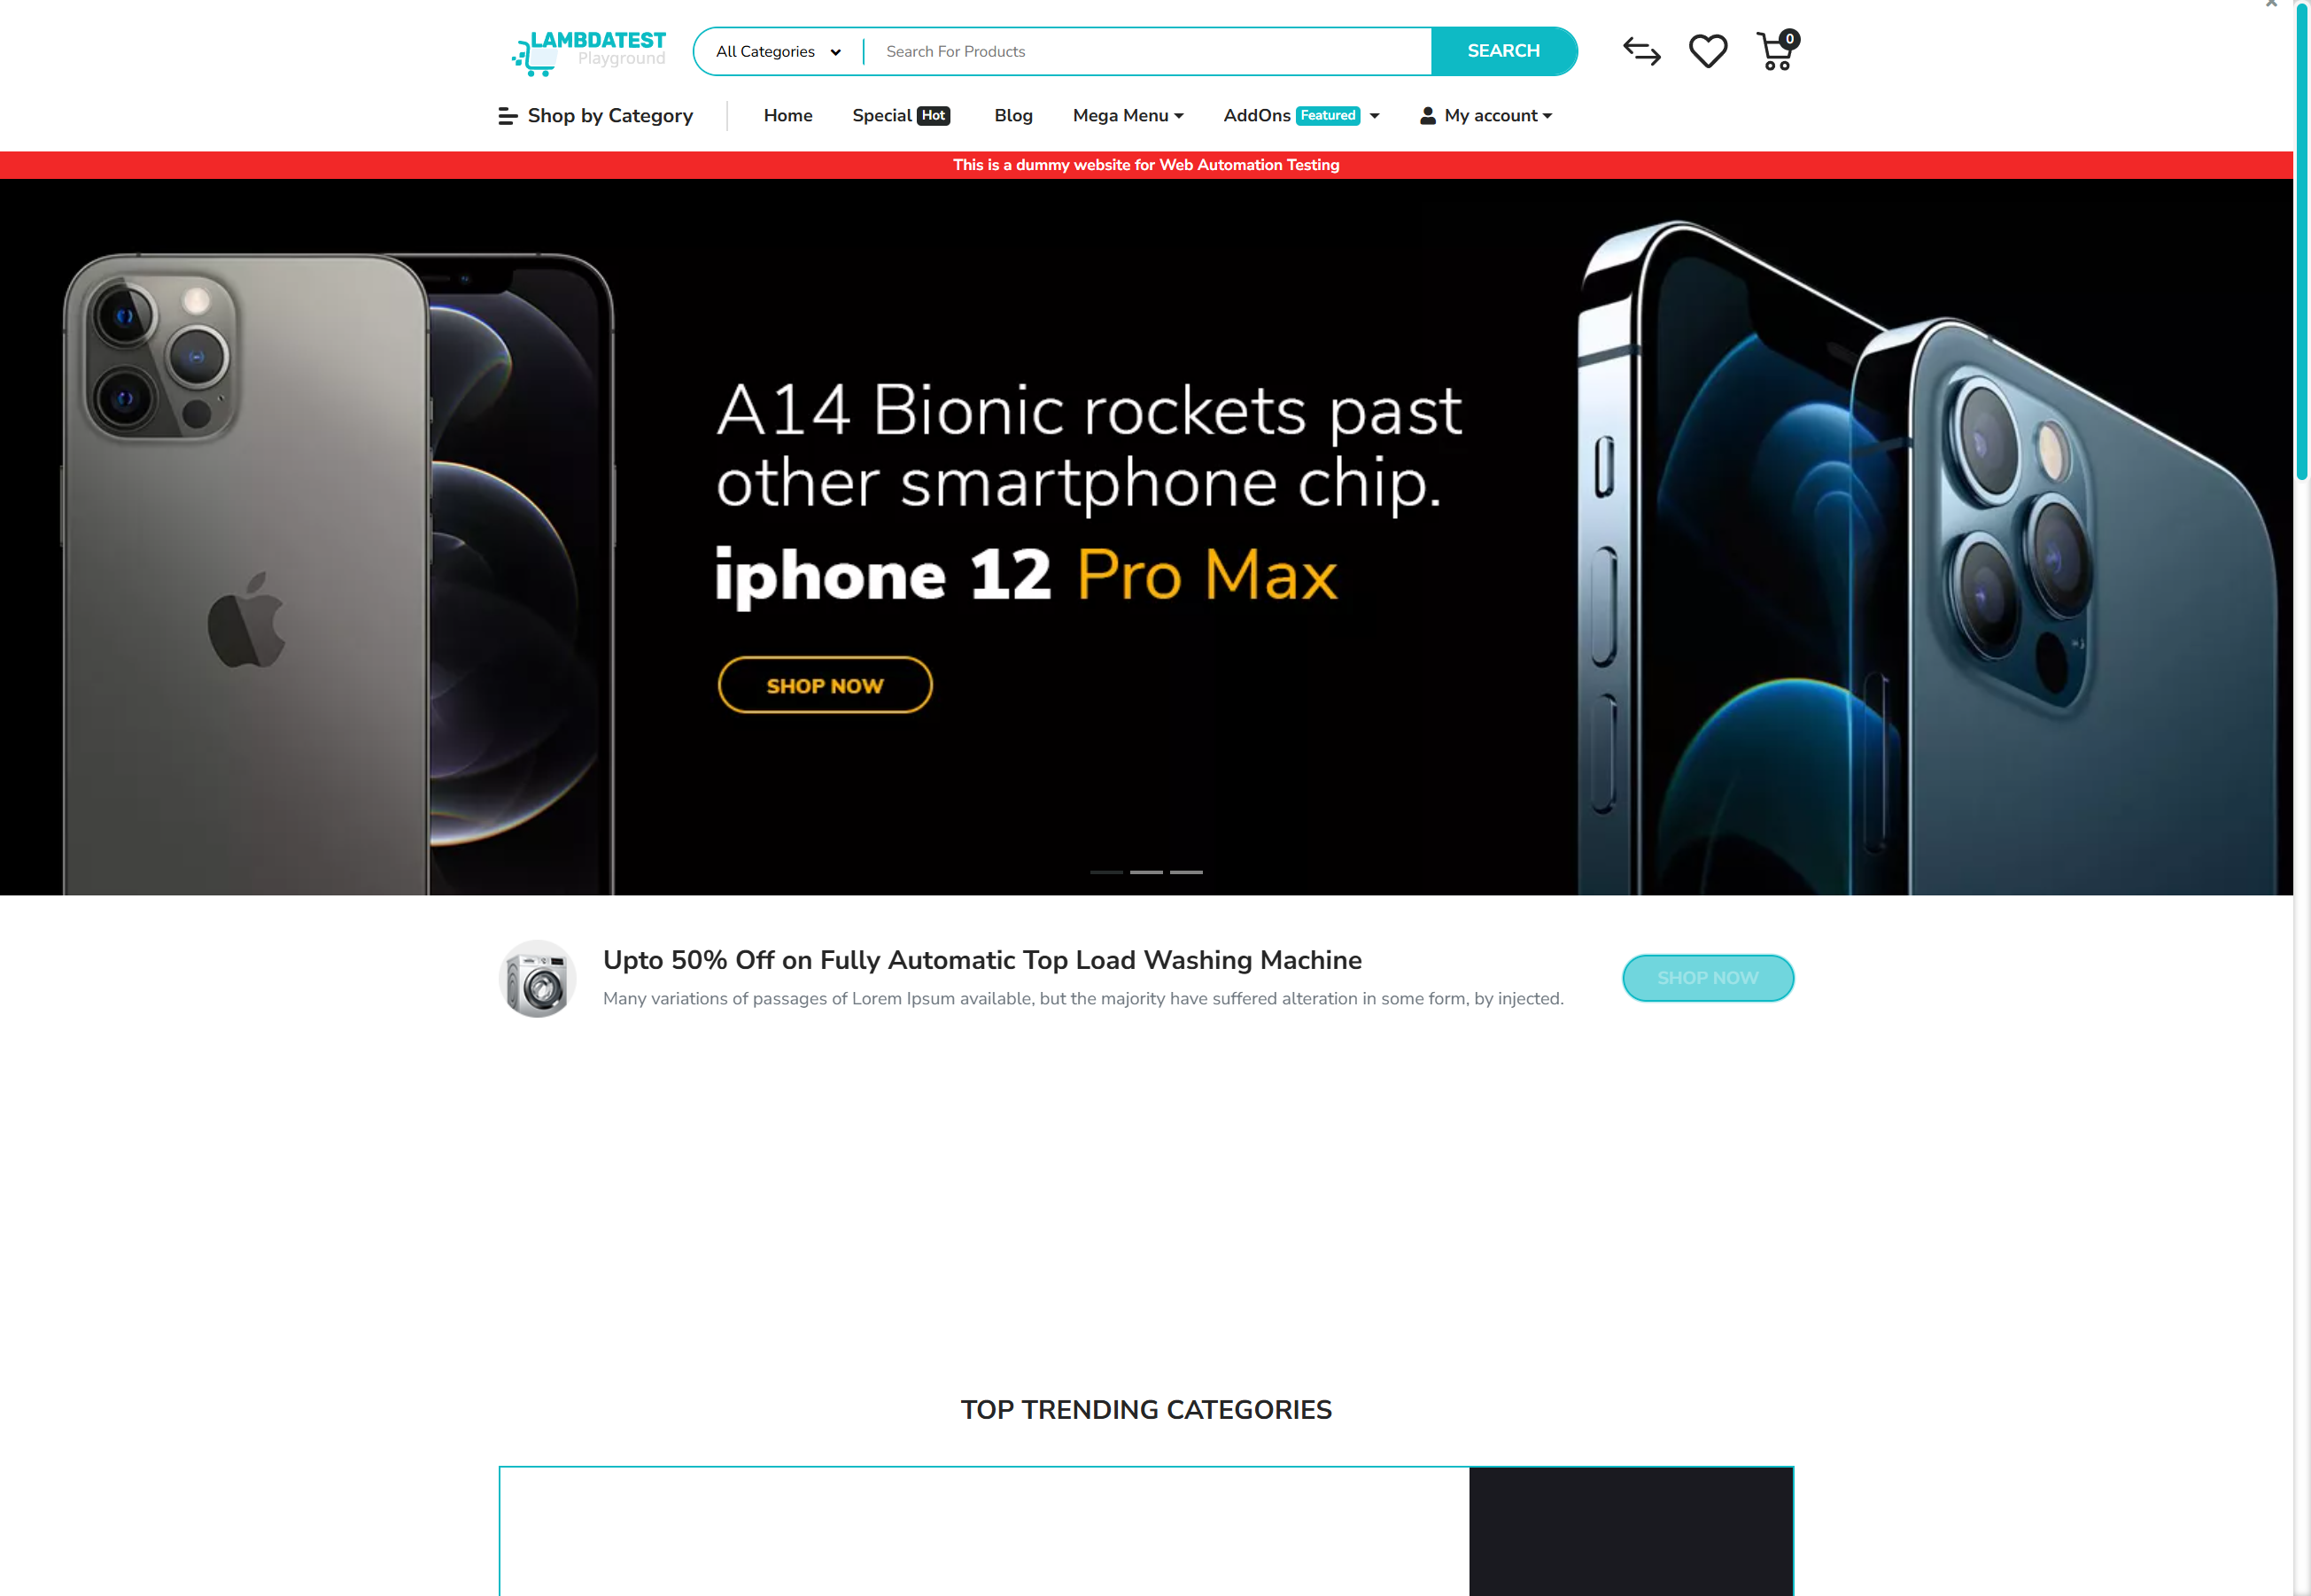 LAMBDATEST
Playground
All Categories
Search For Products
SEARCH
0
Shop by Category
Home
Special Hot
Blog
Mega Menu
AddOns Featured
My account
This is a dummy website for Web Automation Testing
A14 Bionic rockets past
other smartphone chip.
iphone 12 Pro Max
SHOP NOW
Upto 50% Off on Fully Automatic Top Load Washing Machine
Many variations of passages of Lorem Ipsum available, but the majority have suffered alteration in some form, by injected.
SHOP NOW
TOP TRENDING CATEGORIES